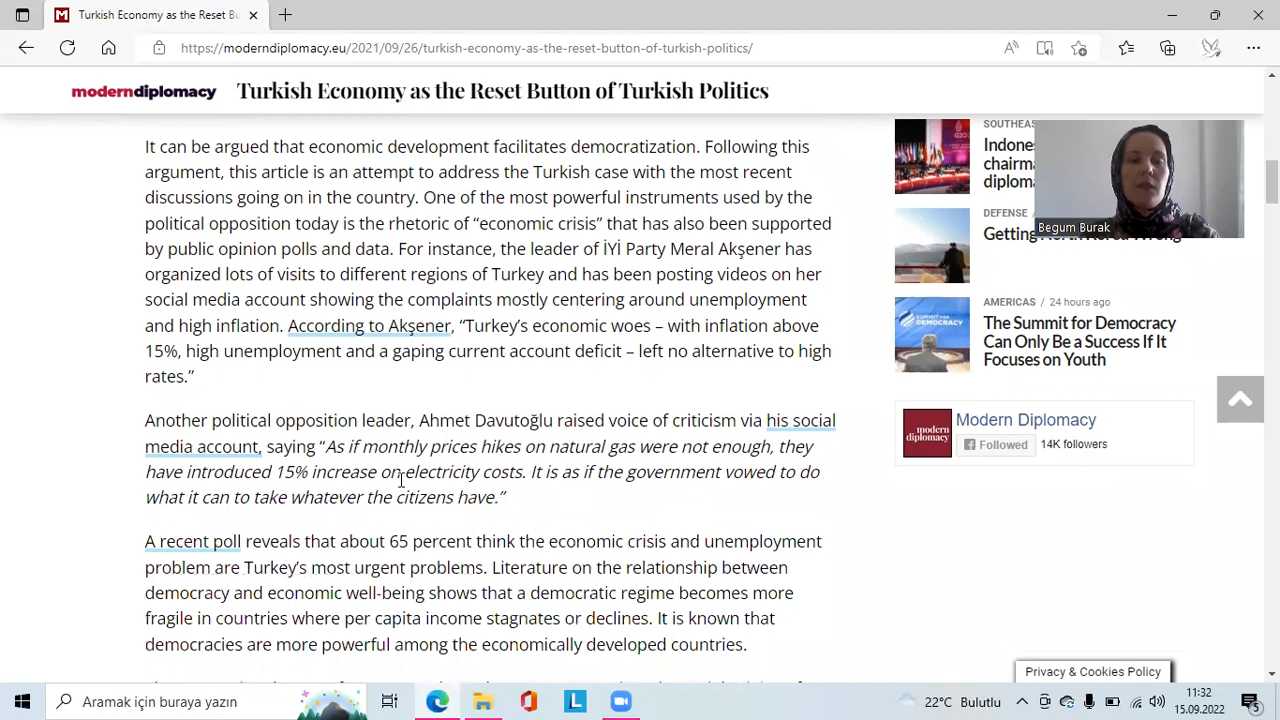 Turkish Economy as the Reset Bu
https://moderndiplomacy.eu/2021/09/26/turkish-economy-as-the-reset-button-of-turkish-politics/
moderndiplomacy
Turkish Economy as the Reset Button of Turkish Politics
It can be argued that economic development facilitates democratization. Following this
argument, this article is an attempt to address the Turkish case with the most recent
discussions going on in the country. One of the most powerful instruments used by the
political opposition today is the rhetoric of “economic crisis” that has also been supported
by public opinion polls and data. For instance, the leader of İYİ Party Meral Akşener has
organized lots of visits to different regions of Turkey and has been posting videos on her
social media account showing the complaints mostly centering around unemployment
and high inflation. According to Akşener, “Turkey’s economic woes – with inflation above
15%, high unemployment and a gaping current account deficit – left no alternative to high
rates.”
Another political opposition leader, Ahmet Davutoğlu raised voice of criticism via his social
media account, saying “As if monthly prices hikes on natural gas were not enough, they
have introduced 15% increase on electricity costs. It is as if the government vowed to do
what it can to take whatever the citizens have.”
A recent poll reveals that about 65 percent think the economic crisis and unemployment
problem are Turkey’s most urgent problems. Literature on the relationship between
democracy and economic well-being shows that a democratic regime becomes more
fragile in countries where per capita income stagnates or declines. It is known that
democracies are more powerful among the economically developed countries.
SOUTHEAS
Indones
chairma
diploma
Begum Burak
DEFENSE /
Getting North Korea Wrong
AMERICAS / 24 hours ago
The Summit for Democracy
Can Only Be a Success If It
Focuses on Youth
SUMMIT FOR
DEMOCRACY
modern
diplomacy
Modern Diplomacy
Followed 14K followers
Privacy & Cookies Policy
Aramak için buraya yazın
L
22°C Bulutlu
11:32
15.09.2022
5